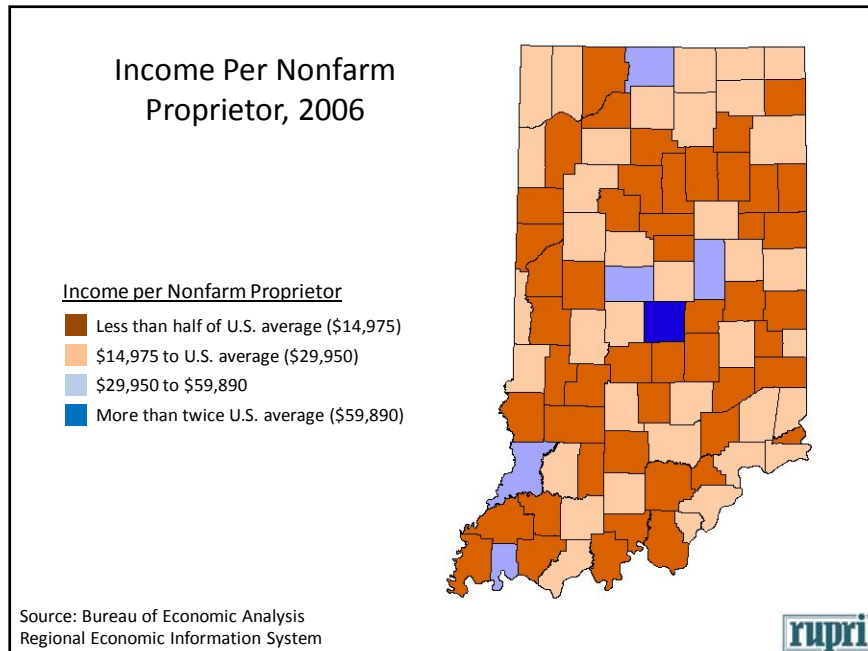 Income Per Nonfarm
Proprietor, 2006
Income per Nonfarm Proprietor
Less than half of U.S. average ($14,975)
$14,975 to U.S. average ($29,950)
$29,950 to $59,890
More than twice U.S. average ($59,890)
Source: Bureau of Economic Analysis
Regional Economic Information System
rupri